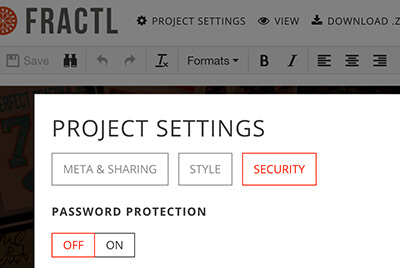 FRACTL PROJECT SETTINGS VIEW DOWNLOAD .Z
Save Formats B I
PROJECT SETTINGS
META & SHARING STYLE SECURITY
PASSWORD PROTECTION
OFF ON